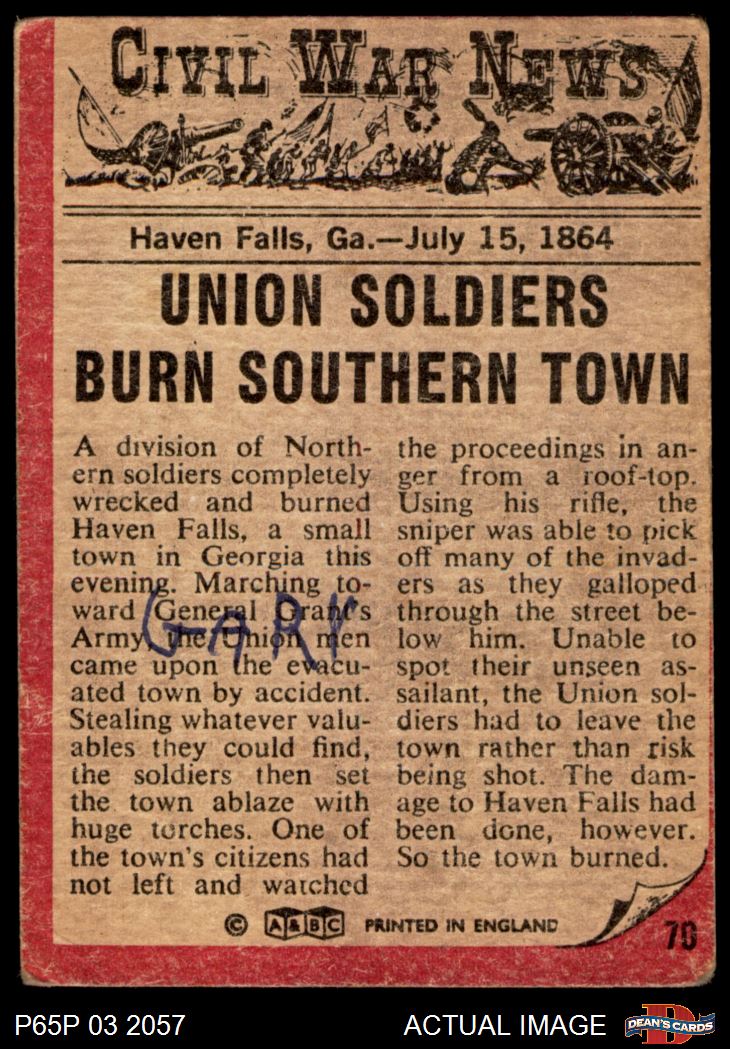 CIVIL WAR NEWS
Haven Falls, Ga.—July 15, 1864
UNION SOLDIERS
BURN SOUTHERN TOWN
A division of North-
ern soldiers completely
wrecked and burned
Haven Falls, a small
town in Georgia this
evening. Marching to-
ward General Grant's
Army, the Union men
came upon the evacu-
ated town by accident.
Stealing whatever valu-
ables they could find,
the soldiers then set
the town ablaze with
huge torches. One of
the town's citizens had
not left and watched
the proceedings in an-
ger from a roof-top.
Using his rifle, the
sniper was able to pick
off many of the invad-
ers as they galloped
through the street be-
low him. Unable to
spot their unseen as-
sailant, the Union sol-
diers had to leave the
town rather than risk
being shot. The dam-
age to Haven Falls had
been done, however.
So the town burned.
GARY
© A&BC PRINTED IN ENGLAND
70
P65P 03 2057 ACTUAL IMAGE D DEAN'S CARDS